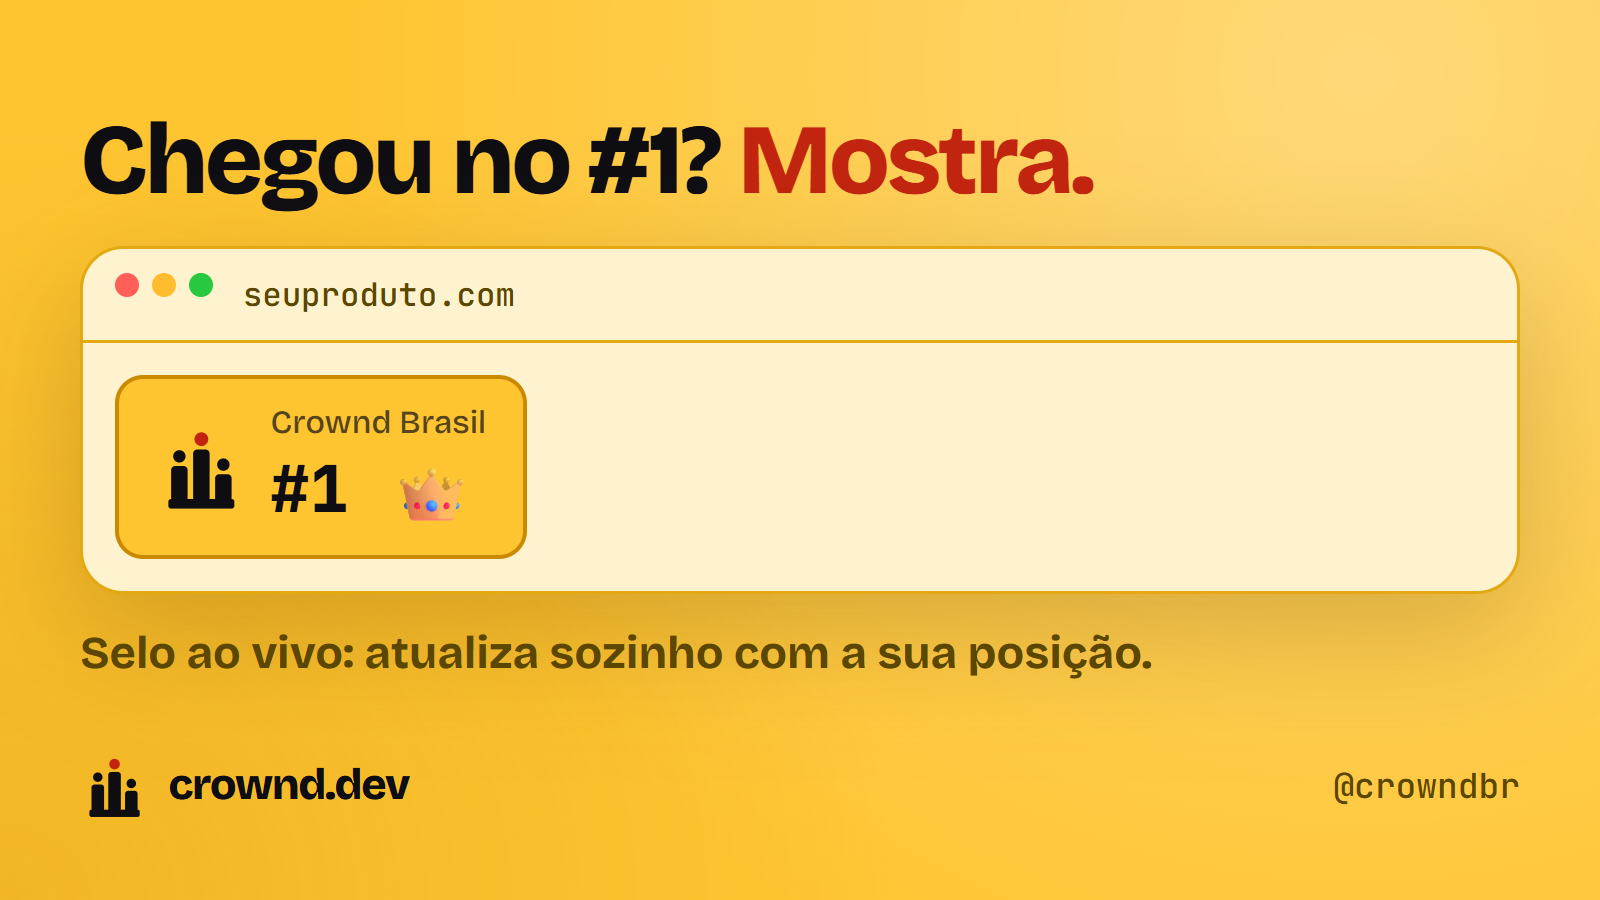 Chegou no #1? Mostra.
seuproduto.com
Crownd Brasil
#1
Selo ao vivo: atualiza sozinho com a sua posição.
crownd.dev
@crowndbr